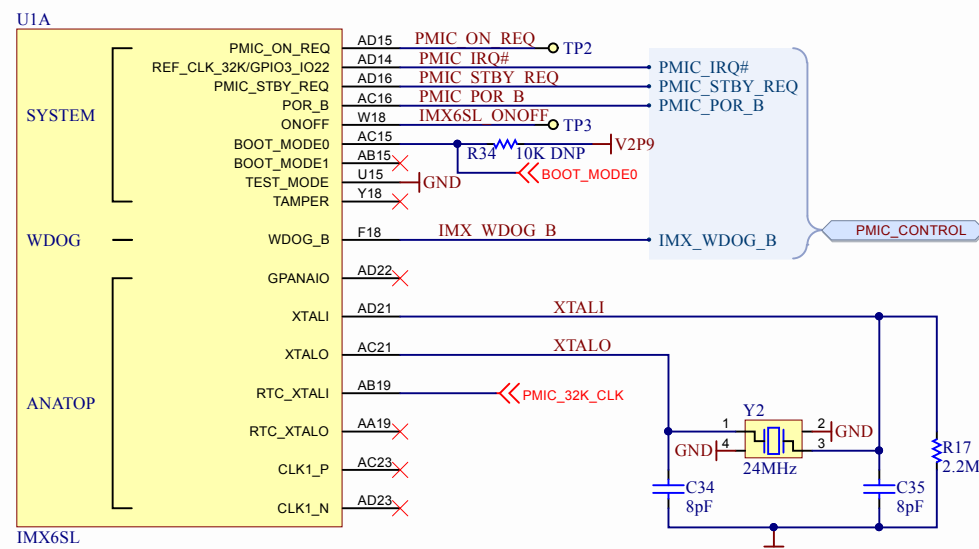 U1A
PMIC_ON_REQ AD15 PMIC_ON_REQ TP2
REF_CLK_32K/GPIO3_IO22 AD14 PMIC_IRQ# PMIC_IRQ#
PMIC_STBY_REQ AD16 PMIC_STBY_REQ PMIC_STBY_REQ
POR_B AC16 PMIC_POR_B PMIC_POR_B
SYSTEM
ONOFF W18 IMX6SL_ONOFF TP3
BOOT_MODE0 AC15 R34 10K DNP V2P9
BOOT_MODE1 AB15
BOOT_MODE0
TEST_MODE U15 GND
TAMPER Y18
WDOG WDOG_B F18 IMX_WDOG_B IMX_WDOG_B
PMIC_CONTROL
GPANAIO AD22
XTALI AD21 XTALI
XTALO AC21 XTALO
RTC_XTALI AB19 PMIC_32K_CLK
ANATOP
RTC_XTALO AA19
Y2
1 2 GND
GND 4 3
24MHz
R17
2.2M
CLK1_P AC23
C34
8pF
C35
8pF
CLK1_N AD23
IMX6SL